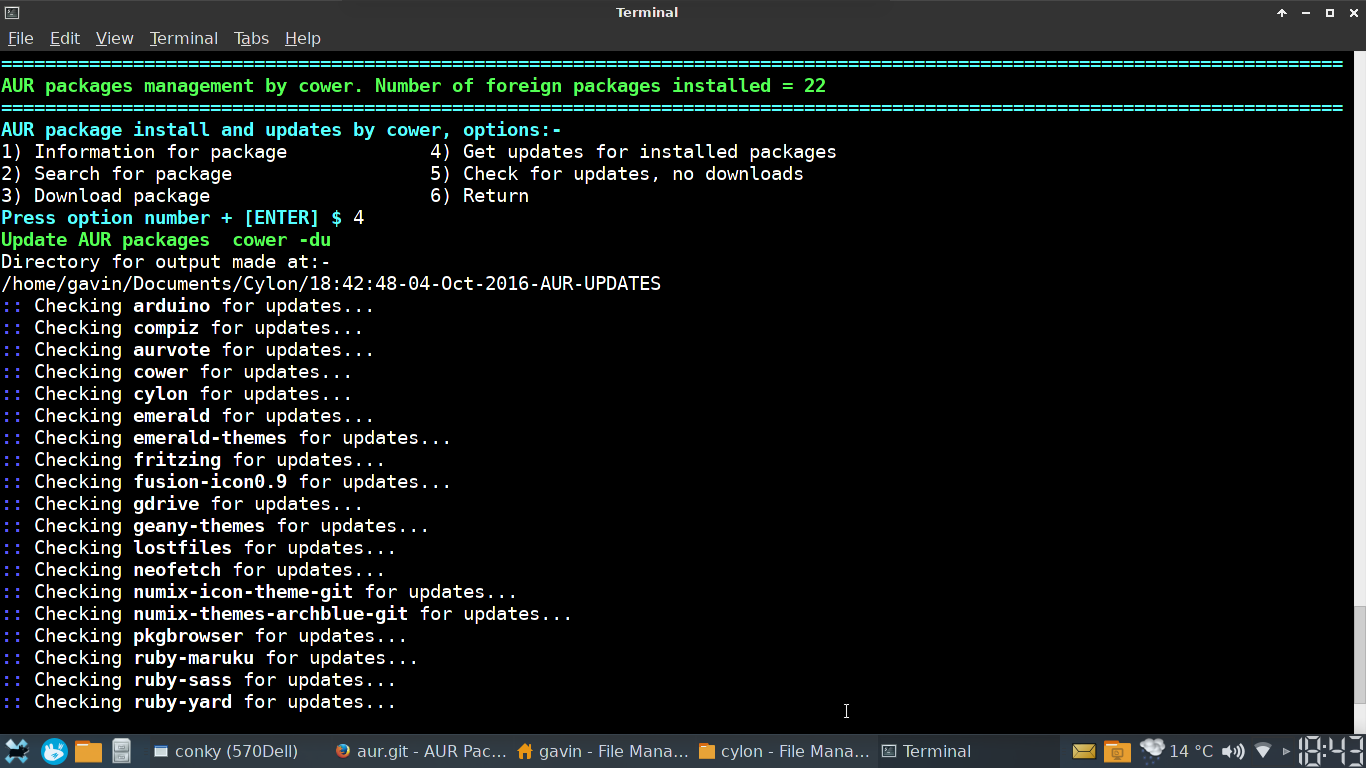 Terminal
File Edit View Terminal Tabs Help
==========================================================================================================================
AUR packages management by cower. Number of foreign packages installed = 22
==========================================================================================================================
AUR package install and updates by cower, options:-
1) Information for package 4) Get updates for installed packages
2) Search for package 5) Check for updates, no downloads
3) Download package 6) Return
Press option number + [ENTER] $ 4
Update AUR packages  cower -du
Directory for output made at:-
/home/gavin/Documents/Cylon/18:42:48-04-Oct-2016-AUR-UPDATES
:: Checking arduino for updates...
:: Checking compiz for updates...
:: Checking aurvote for updates...
:: Checking cower for updates...
:: Checking cylon for updates...
:: Checking emerald for updates...
:: Checking emerald-themes for updates...
:: Checking fritzing for updates...
:: Checking fusion-icon0.9 for updates...
:: Checking gdrive for updates...
:: Checking geany-themes for updates...
:: Checking lostfiles for updates...
:: Checking neofetch for updates...
:: Checking numix-icon-theme-git for updates...
:: Checking numix-themes-archblue-git for updates...
:: Checking pkgbrowser for updates...
:: Checking ruby-maruku for updates...
:: Checking ruby-sass for updates...
:: Checking ruby-yard for updates...
conky (570Dell) aur.git - AUR Pac... gavin - File Mana... cylon - File Mana... Terminal 14 °C 18:43